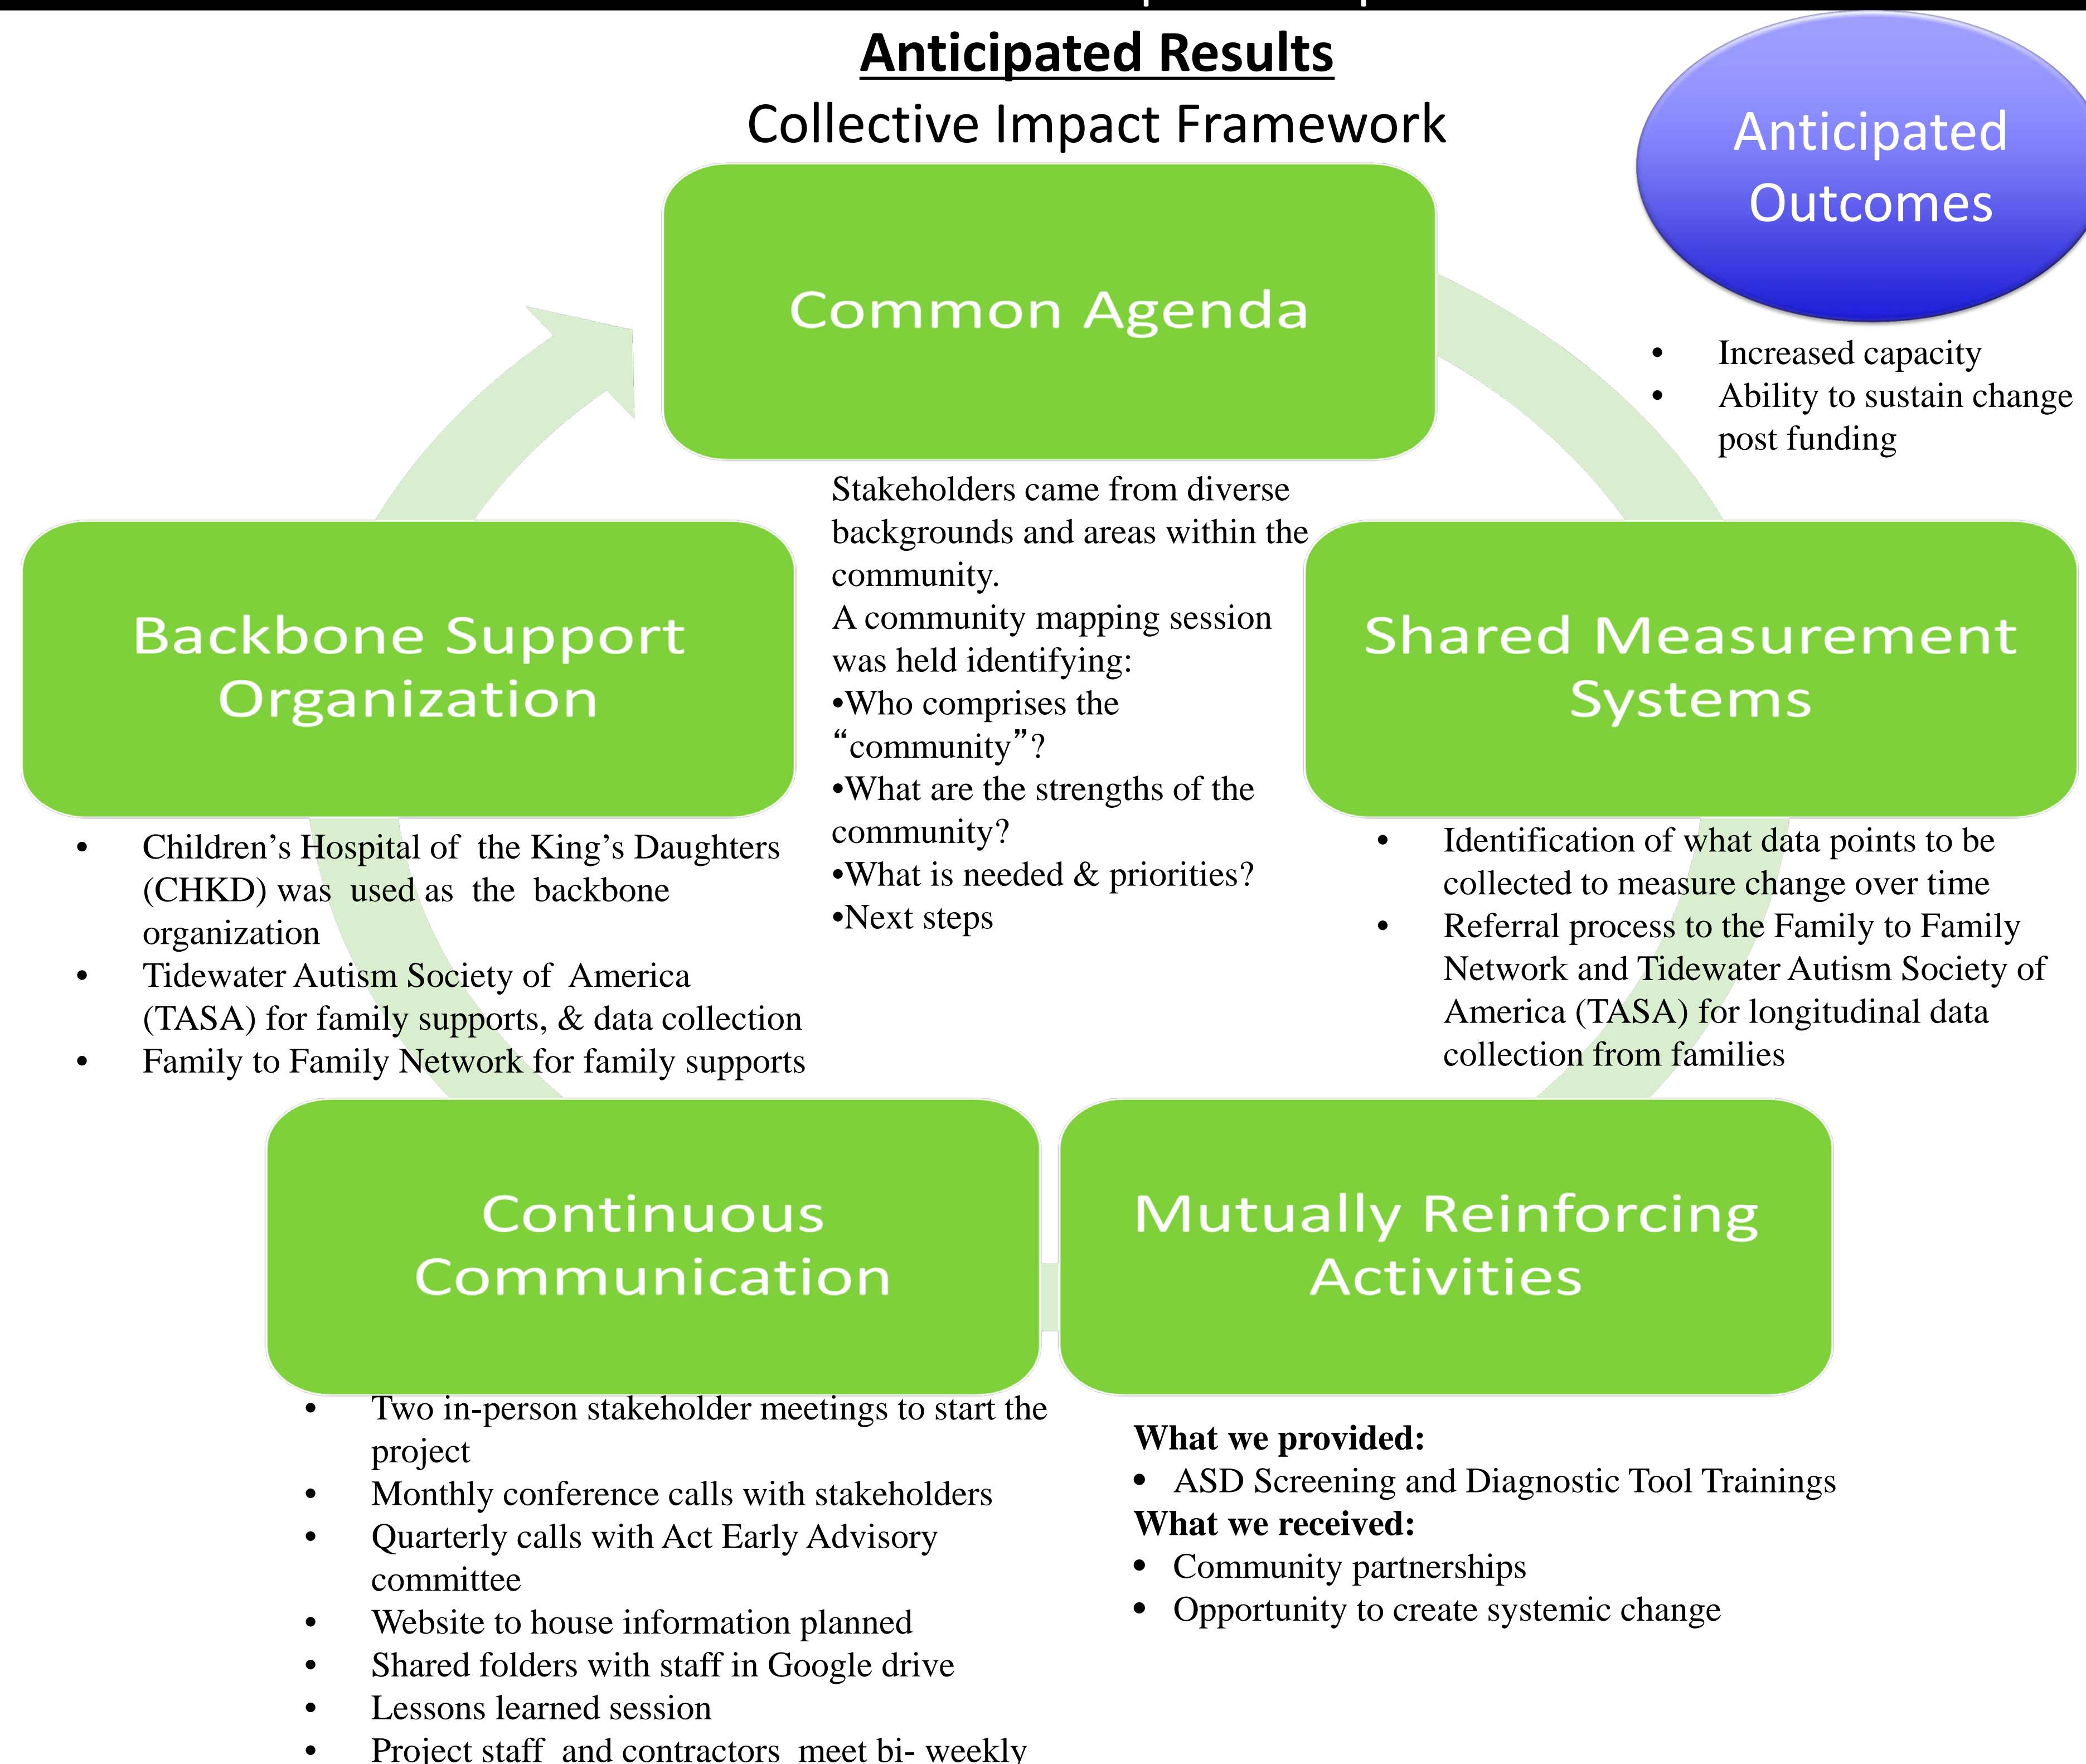 Anticipated Results
Collective Impact Framework
Anticipated
Outcomes
• Increased capacity
• Ability to sustain change
post funding
Common Agenda
Stakeholders came from diverse
backgrounds and areas within the
community.
A community mapping session
was held identifying:
•Who comprises the
“community”?
•What are the strengths of the
community?
•What is needed & priorities?
•Next steps
Shared Measurement
Systems
• Identification of what data points to be
collected to measure change over time
• Referral process to the Family to Family
Network and Tidewater Autism Society of
America (TASA) for longitudinal data
collection from families
Mutually Reinforcing
Activities
What we provided:
• ASD Screening and Diagnostic Tool Trainings
What we received:
• Community partnerships
• Opportunity to create systemic change
Continuous
Communication
• Two in-person stakeholder meetings to start the
project
• Monthly conference calls with stakeholders
• Quarterly calls with Act Early Advisory
committee
• Website to house information planned
• Shared folders with staff in Google drive
• Lessons learned session
• Project staff and contractors meet bi- weekly
Backbone Support
Organization
• Children’s Hospital of the King’s Daughters
(CHKD) was used as the backbone
organization
• Tidewater Autism Society of America
(TASA) for family supports, & data collection
• Family to Family Network for family supports